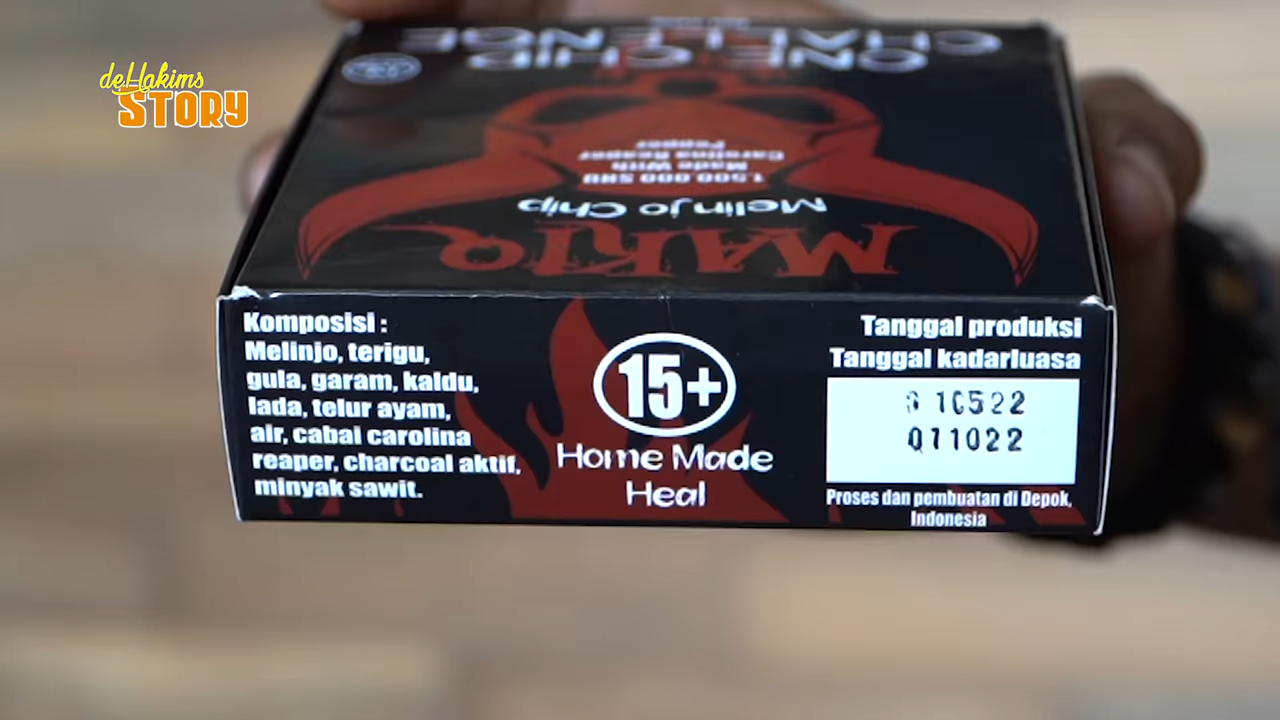 deHakims
STORY
ONE CHIP
CHALLENGE
1.500.000 SHU
Made With
Carolina Reaper
Pepper
Melinjo Chip
MAKIQ
Komposisi :
Melinjo, terigu,
gula, garam, kaldu,
lada, telur ayam,
air, cabai carolina
reaper, charcoal aktif,
minyak sawit.
15+
Home Made
Heal
Tanggal produksi
Tanggal kadarluasa
10522
Q11022
Proses dan pembuatan di Depok,
Indonesia